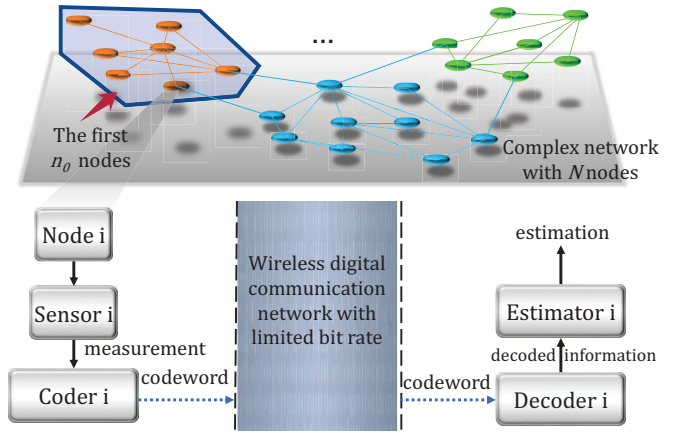 ...
The first
n0 nodes
Complex network
with N nodes
Node i
Sensor i
measurement
Coder i
codeword
Wireless digital
communication
network with
limited bit rate
codeword
estimation
Estimator i
decoded information
Decoder i